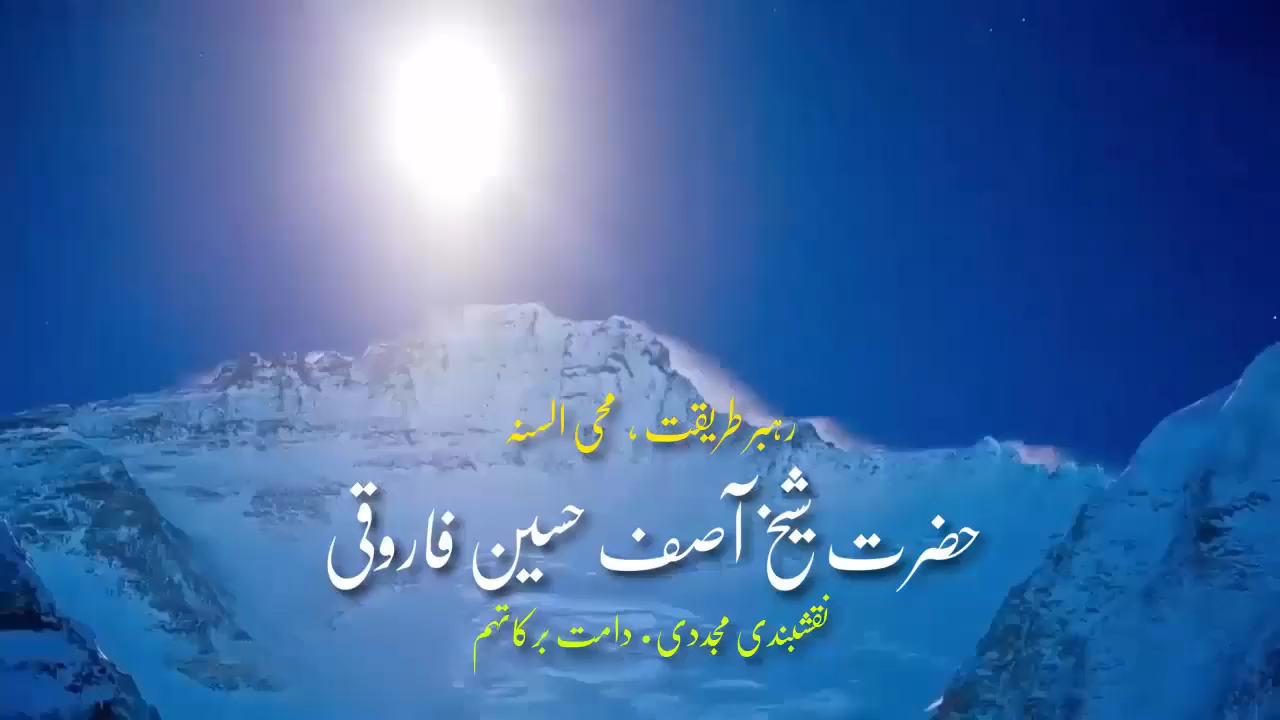 رہبر طریقت ، محی السنہ
حضرت شیخ آصف حسین فاروقی
نقشبندی مجددی . دامت برکاتہم